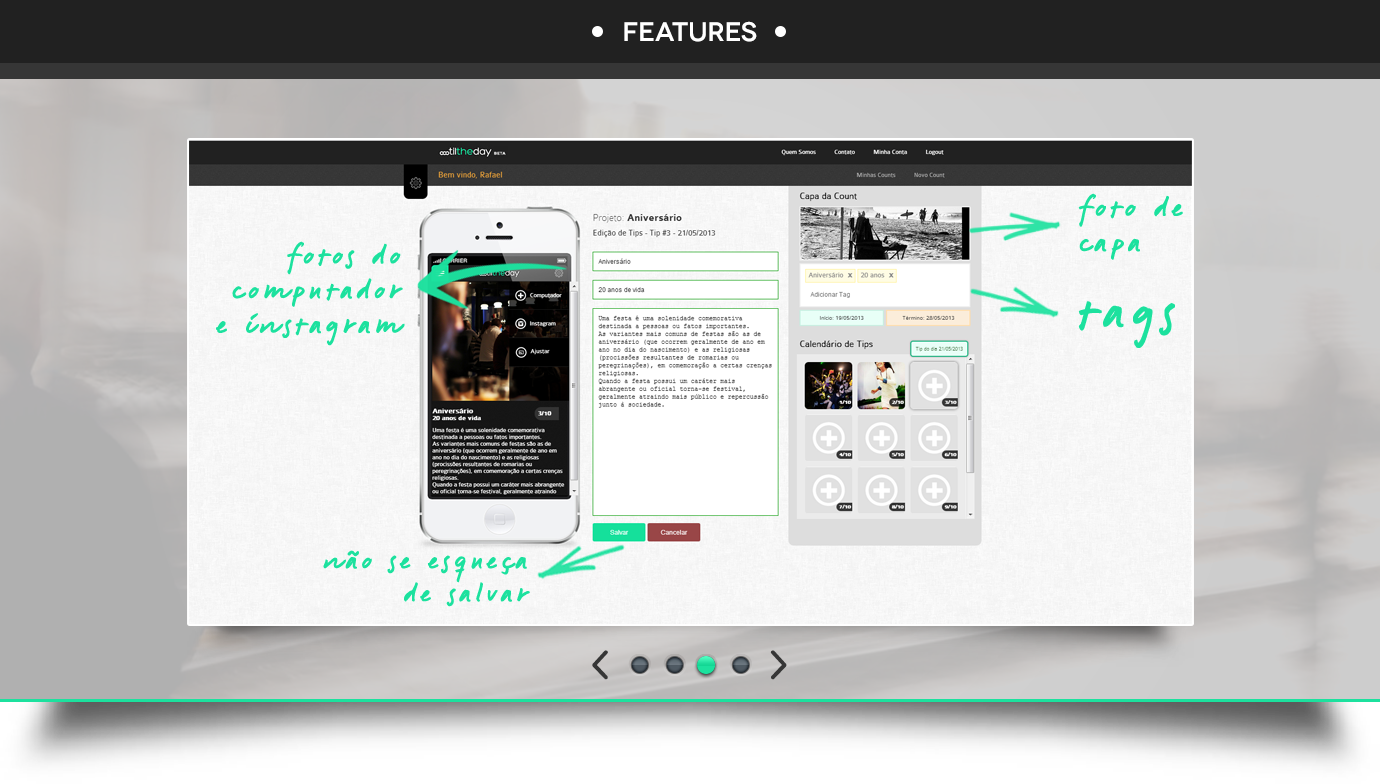 • FEATURES •
∞tiltheday BETA
Quem Somos Contato Minha Conta Logout
Bem vindo, Rafael
Minhas Counts Novo Count
fotos do
computador
e instagram
CARRIER
tiltheday
Computador
Instagram
Ajustar
Aniversário
20 anos de vida
3/10
Uma festa é uma solenidade comemorativa
destinada a pessoas ou fatos importantes.
As variantes mais comuns de festas são as de
aniversário (que ocorrem geralmente de ano em
ano no dia do nascimento) e as religiosas
(procissões resultantes de romarias ou
peregrinações), em comemoração a certas crenças
religiosas.
Quando a festa possui um caráter mais abrangente
ou oficial torna-se festival, geralmente atraindo
Projeto: Aniversário
Edição de Tips - Tip #3 - 21/05/2013
Aniversário
20 anos de vida
Uma festa é uma solenidade comemorativa
destinada a pessoas ou fatos importantes.
As variantes mais comuns de festas são as de
aniversário (que ocorrem geralmente de ano em
ano no dia do nascimento) e as religiosas
(procissões resultantes de romarias ou
peregrinações), em comemoração a certas crenças
religiosas.
Quando a festa possui um caráter mais
abrangente ou oficial torna-se festival,
geralmente atraindo mais público e repercussão
junto á sociedade.
Salvar Cancelar
não se esqueça
de salvar
Capa da Count
Aniversário x 20 anos x
Adicionar Tag
Início: 19/05/2013 Término: 28/05/2013
Calendário de Tips
Tip do dia 21/05/2013
1/10 2/10 3/10
4/10 5/10 6/10
7/10 8/10 9/10
foto de
capa
tags